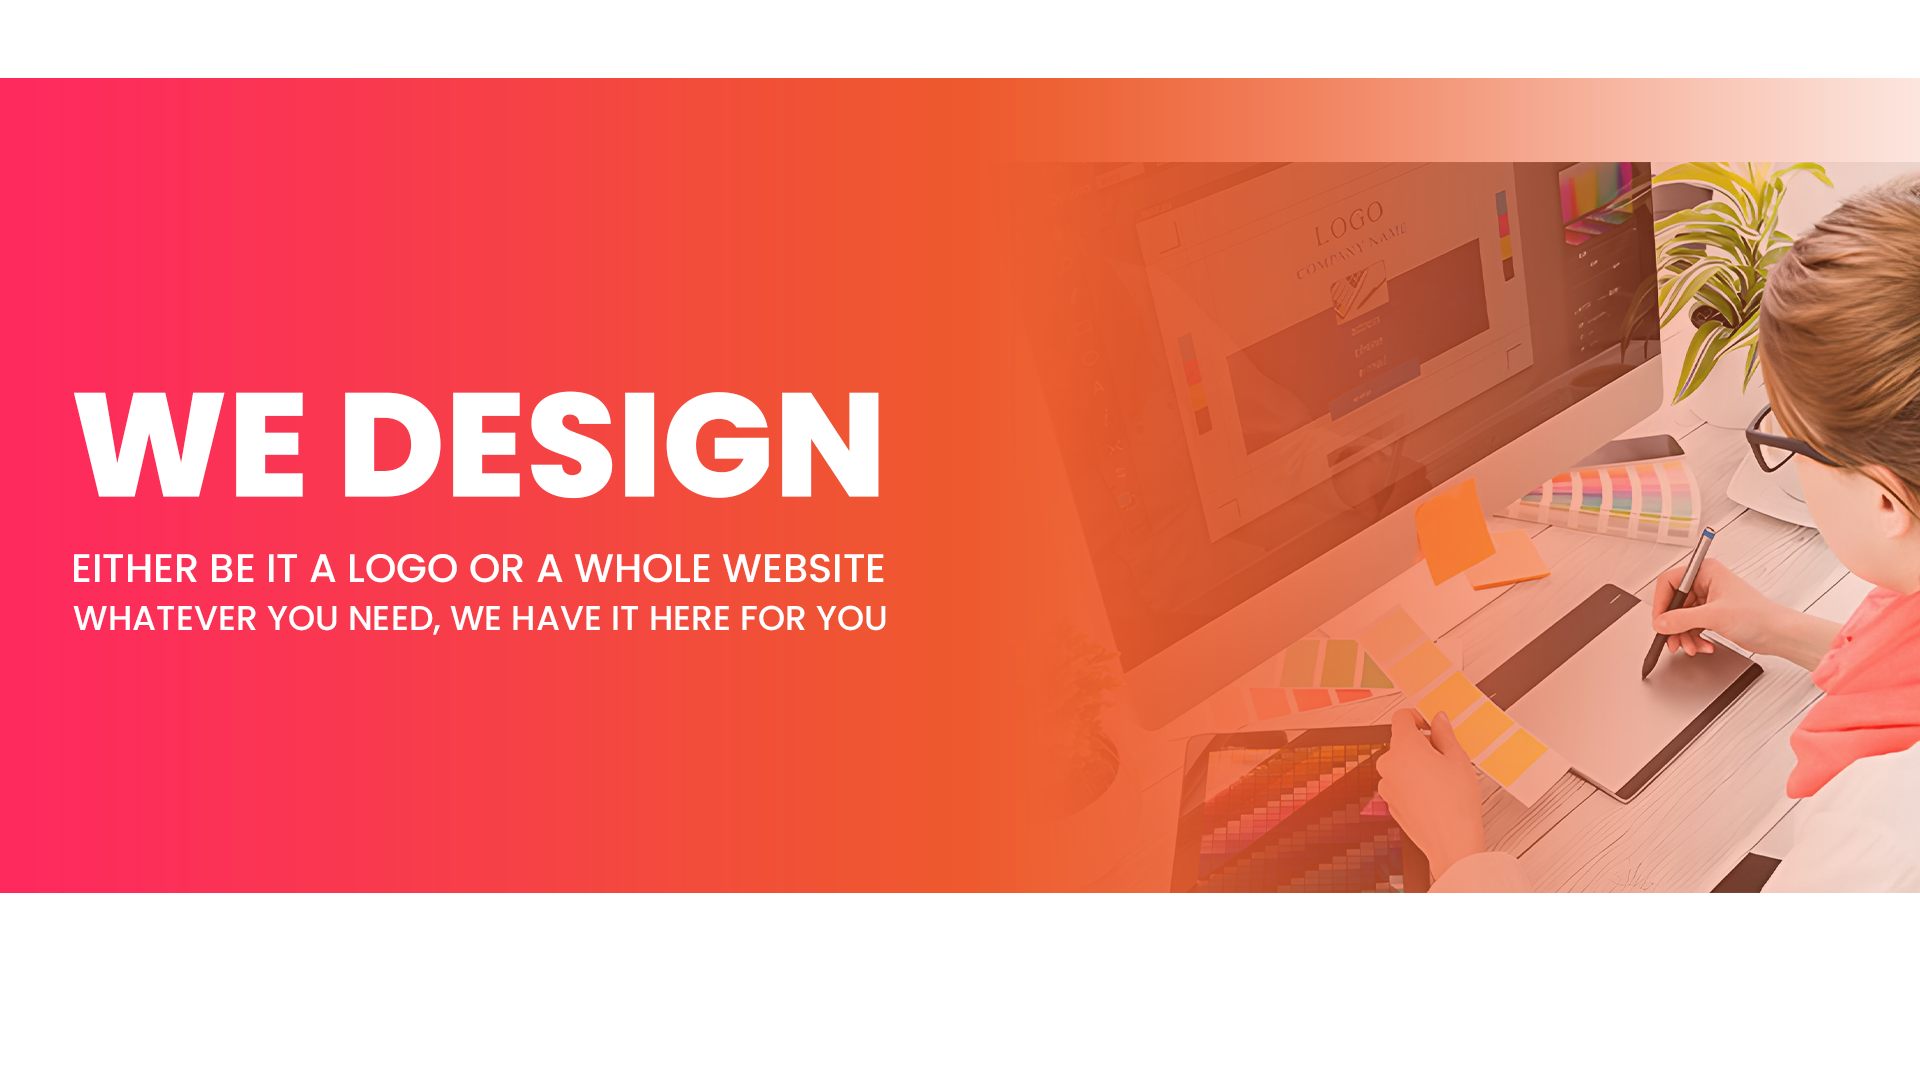 WE DESIGN
EITHER BE IT A LOGO OR A WHOLE WEBSITE
WHATEVER YOU NEED, WE HAVE IT HERE FOR YOU
LOGO
COMPANY NAME